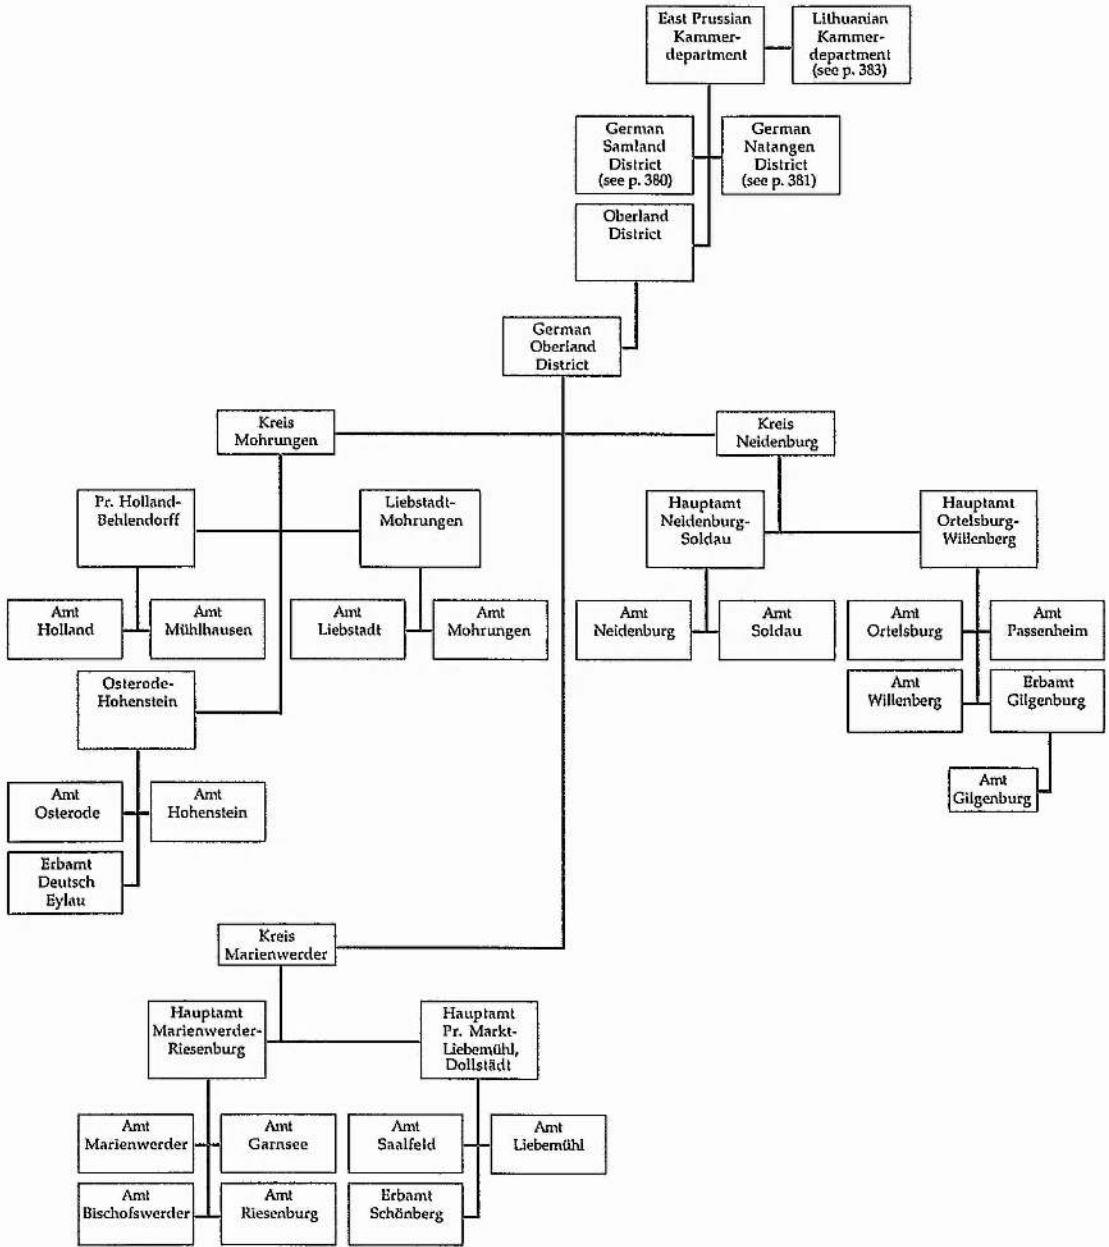 East Prussian
Kammer-
department
Lithuanian
Kammer-
department
(see p. 383)
German
Samland
District
(see p. 380)
German
Natangen
District
(see p. 381)
Oberland
District
German
Oberland
District
Kreis
Mohrungen
Kreis
Neidenburg
Pr. Holland-
Behlendorff
Liebstadt-
Mohrungen
Hauptamt
Neidenburg-
Soldau
Hauptamt
Ortelsburg-
Willenberg
Amt
Holland
Amt
Mühlhausen
Amt
Liebstadt
Amt
Mohrungen
Amt
Neidenburg
Amt
Soldau
Amt
Ortelsburg
Amt
Passenheim
Osterode-
Hohenstein
Amt
Willenberg
Erbamt
Gilgenburg
Amt
Gilgenburg
Amt
Osterode
Amt
Hohenstein
Erbamt
Deutsch
Eylau
Kreis
Marienwerder
Hauptamt
Marienwerder-
Riesenburg
Hauptamt
Pr. Markt-
Liebemühl,
Dollstädt
Amt
Marienwerder
Amt
Garnsee
Amt
Saalfeld
Amt
Liebemühl
Amt
Bischofswerder
Amt
Riesenburg
Erbamt
Schönberg